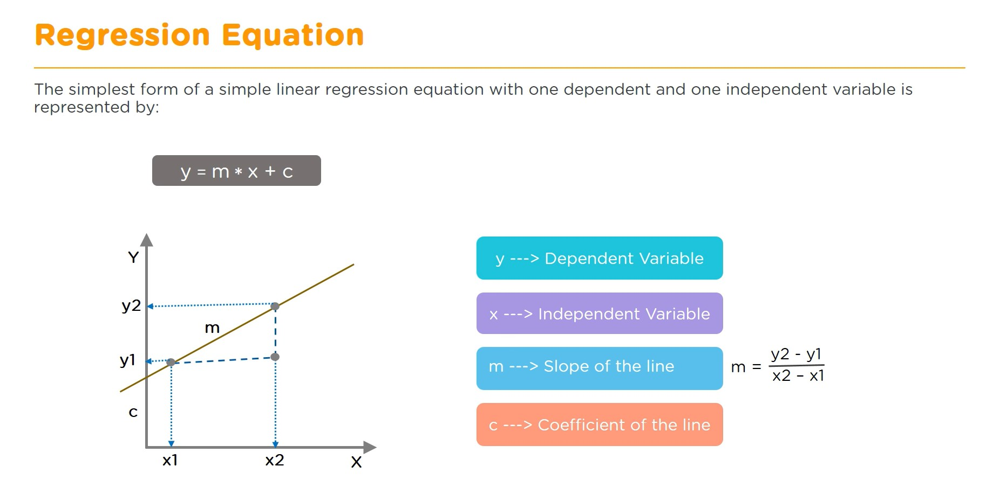 Regression Equation
The simplest form of a simple linear regression equation with one dependent and one independent variable is
represented by:
y = m * x + c
Y
y2
m
y1
c
x1
x2
X
y ---> Dependent Variable
x ---> Independent Variable
m ---> Slope of the line
m =
y2 - y1
x2 - x1
c ---> Coefficient of the line